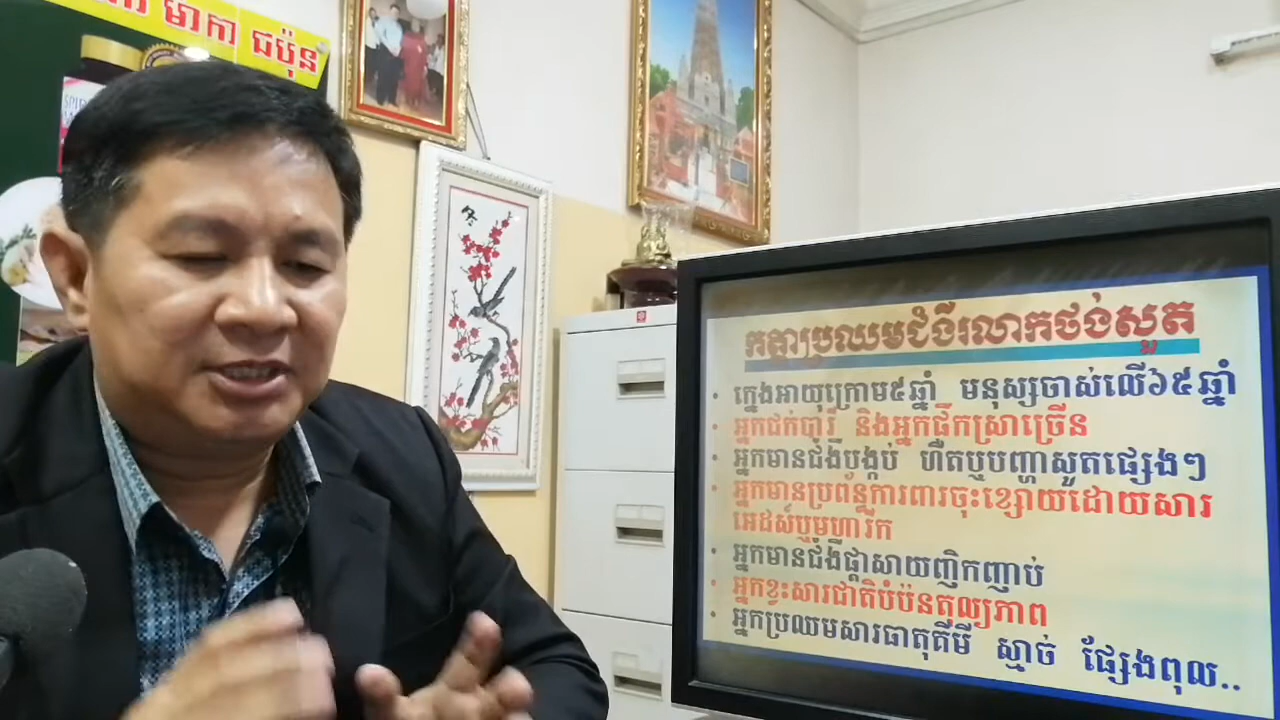 ម៉ាកា ជប៉ុន
冬
កត្តាប្រឈមជំងឺរលាកថង់សួត
• ក្មេងអាយុក្រោម៥ឆ្នាំ មនុស្សចាស់លើ៦៥ឆ្នាំ
• អ្នកជក់បារី និងអ្នកផឹកស្រាច្រើន
• អ្នកមានជំងឺបង្កប់ ហឺតឬបញ្ហាសួតផ្សេងៗ
• អ្នកមានប្រព័ន្ធការពារចុះខ្សោយដោយសារ
អេដស៍ឬមហារីក
• អ្នកមានជំងឺផ្តាសាយញឹកញាប់
• អ្នកខ្វះសារជាតិបំប៉នតុល្យភាព
• អ្នកប្រឈមសារធាតុគីមី ស្មាច់ ផ្សែងពុល..